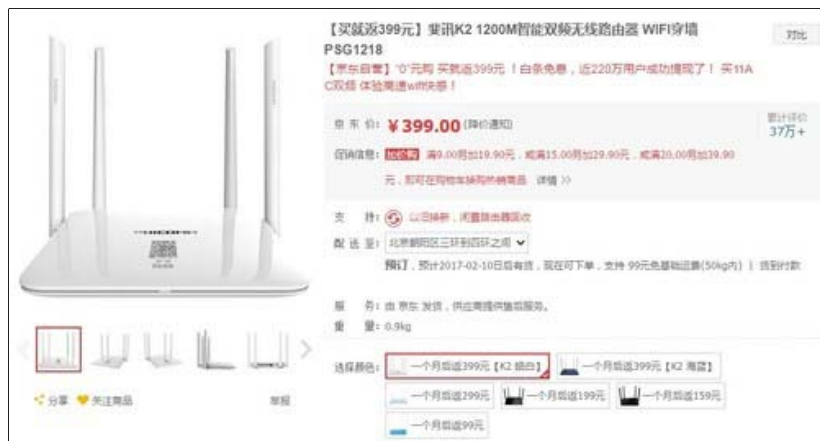 【买就返399元】斐讯K2 1200M智能双频无线路由器 WIFI穿墙
PSG1218
对比
【京东自营】“0”元购 买就返399元 ！白条免息，近220万用户成功提现了！ 买11A
C双频 体验高速wifi快感！
京东价：￥399.00 (降价通知)
累计评价
37万+
促销信息：加价购 满9.00另加19.90元，或满15.00另加29.90元，或满20.00另加39.90
元，即可在购物车换购热销商品 详情 >>
支持：以旧换新，闲置路由器回收
配送至：北京朝阳区三环到四环之间
预订，预计2017-02-10日后有货，现在可下单，支持 99元免基础运费(50kg内) | 货到付款
服务：由 京东 发货，供应商提供售后服务。
重量：0.9kg
选择颜色：一个月后返399元【K2 皓白】 一个月后返399元【K2 海蓝】
一个月后返299元 一个月后返199元 一个月后返159元
一个月后返99元
分享 关注商品 举报